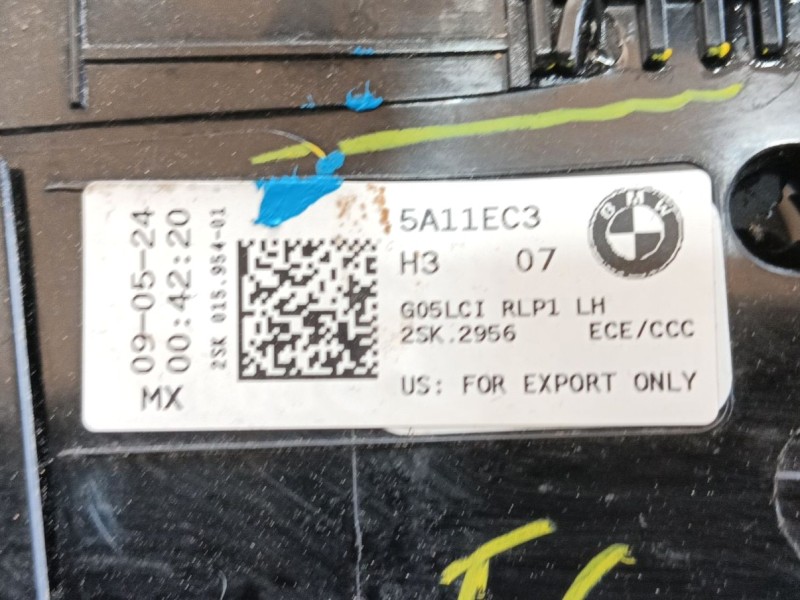 5A11EC3
H3 07
G05LCI RLP1 LH
2SK.2956 ECE/CCC
US: FOR EXPORT ONLY
BMW
09-05-24
00:42:20
MX
2SK 015.954-01